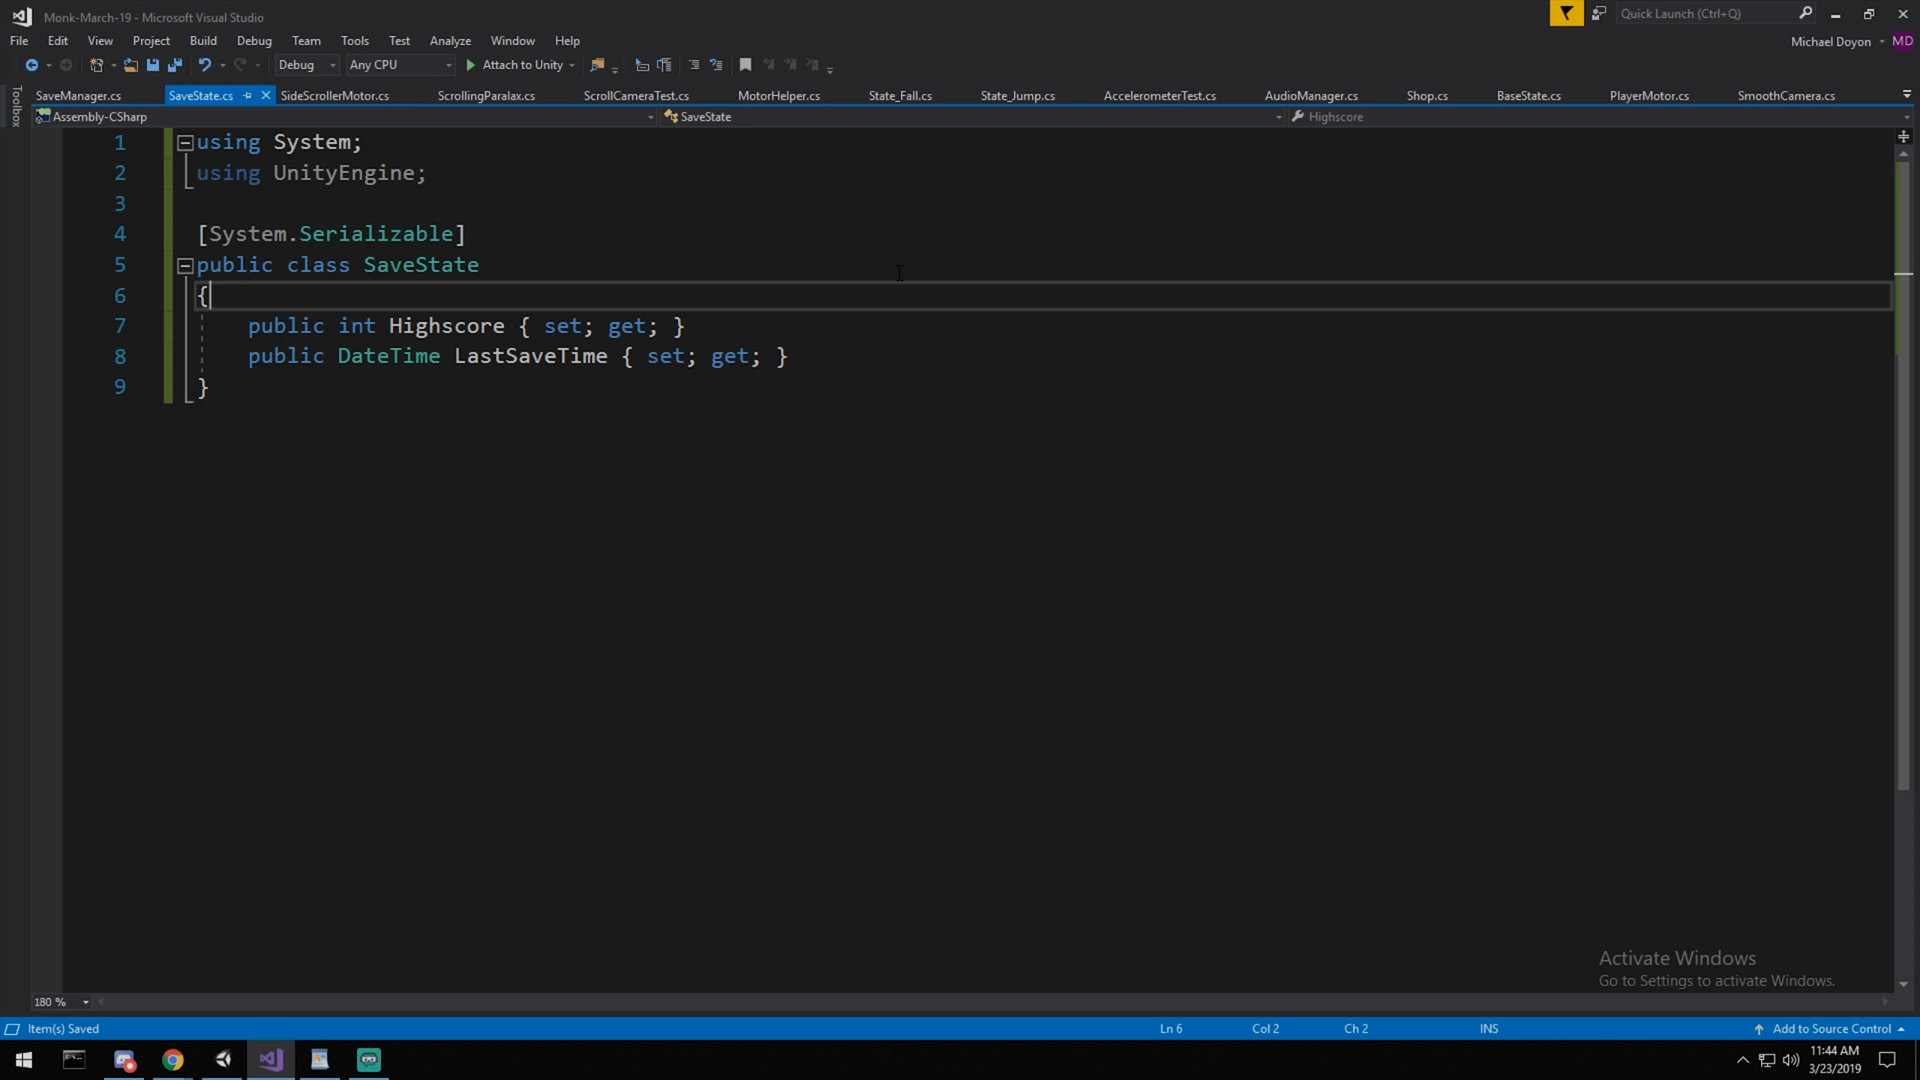 Monk-March-19 - Microsoft Visual Studio
Quick Launch (Ctrl+Q)
File Edit View Project Build Debug Team Tools Test Analyze Window Help
Michael Doyon MD
Debug Any CPU Attach to Unity
Toolbox
SaveManager.cs SaveState.cs SideScrollerMotor.cs ScrollingParalax.cs ScrollCameraTest.cs MotorHelper.cs State_Fall.cs State_Jump.cs AccelerometerTest.cs AudioManager.cs Shop.cs BaseState.cs PlayerMotor.cs SmoothCamera.cs
Assembly-CSharp SaveState Highscore
1 using System;
2 using UnityEngine;
3
4 [System.Serializable]
5 public class SaveState
6 {
7 public int Highscore { set; get; }
8 public DateTime LastSaveTime { set; get; }
9 }
Activate Windows
Go to Settings to activate Windows.
180 %
Item(s) Saved Ln 6 Col 2 Ch 2 INS Add to Source Control
11:44 AM
3/23/2019